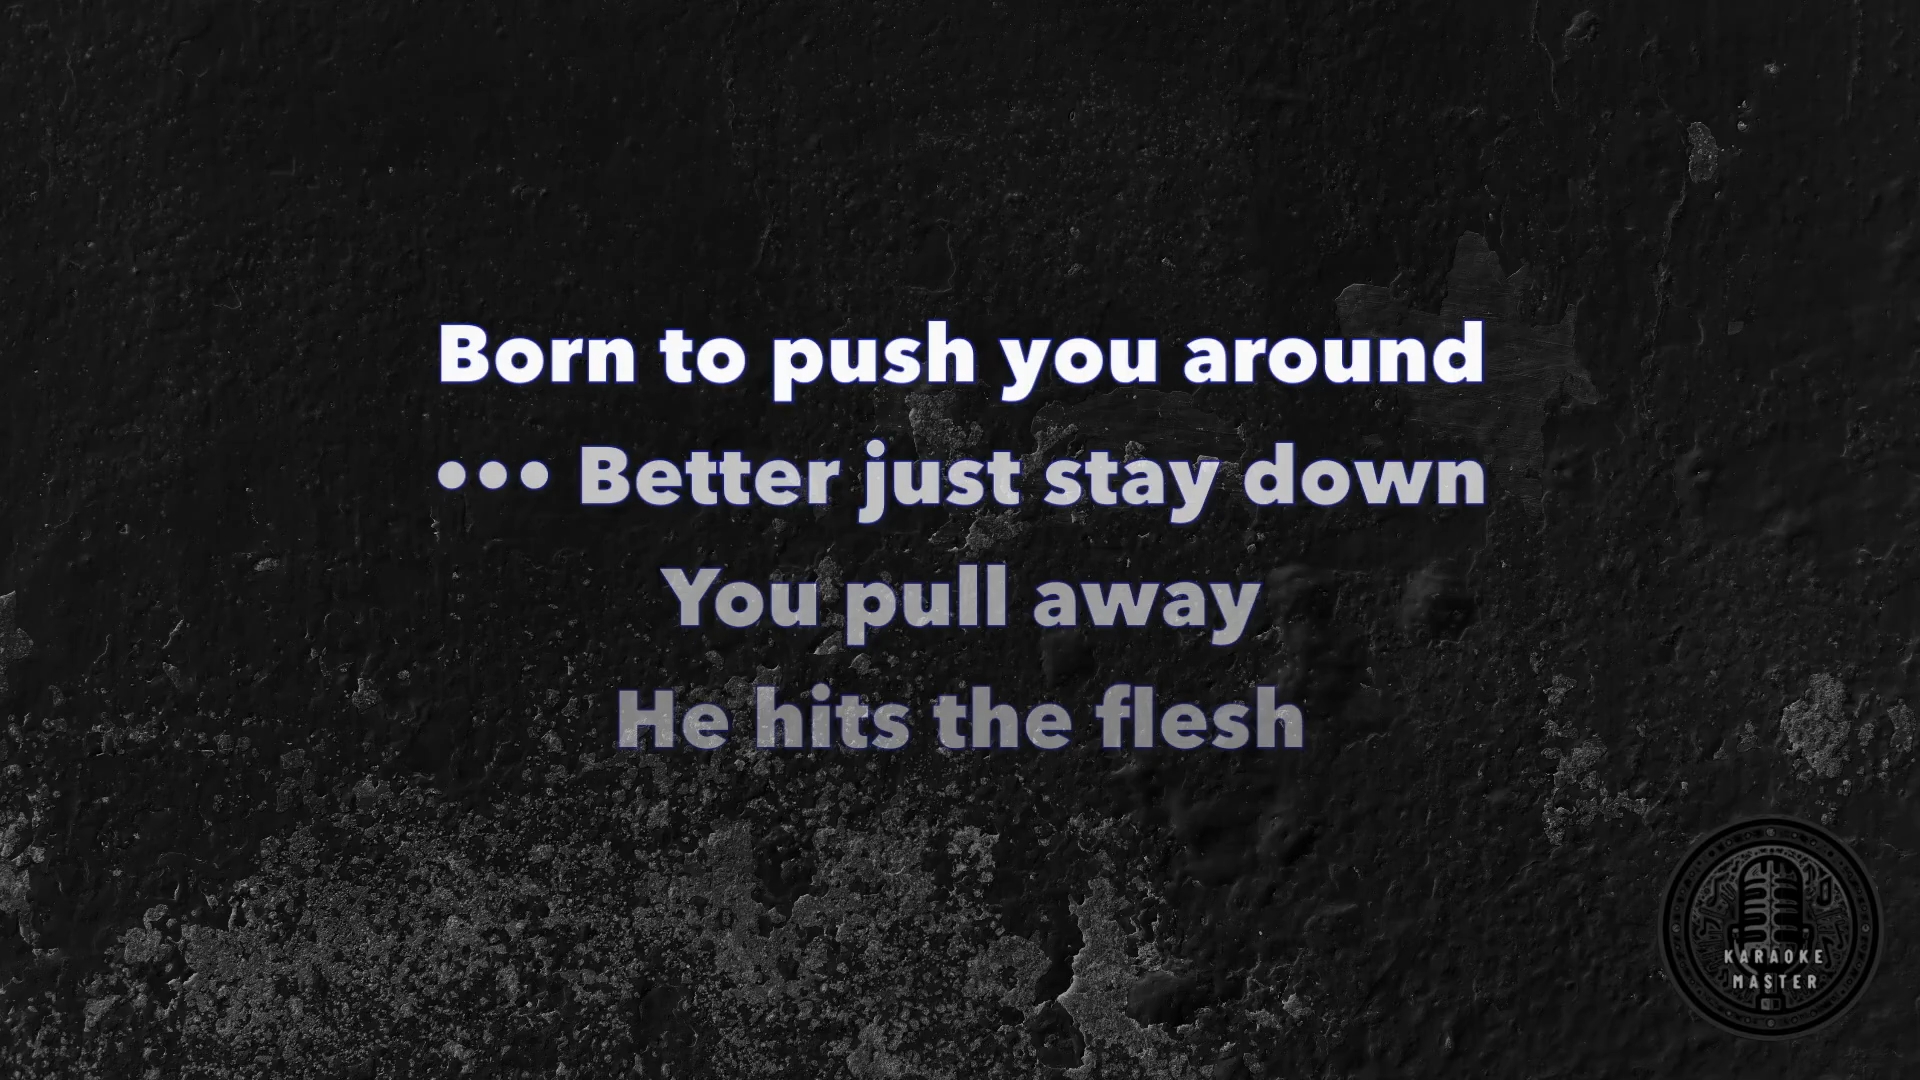 Born to push you around
••• Better just stay down
You pull away
He hits the flesh
KARAOKE
MASTER